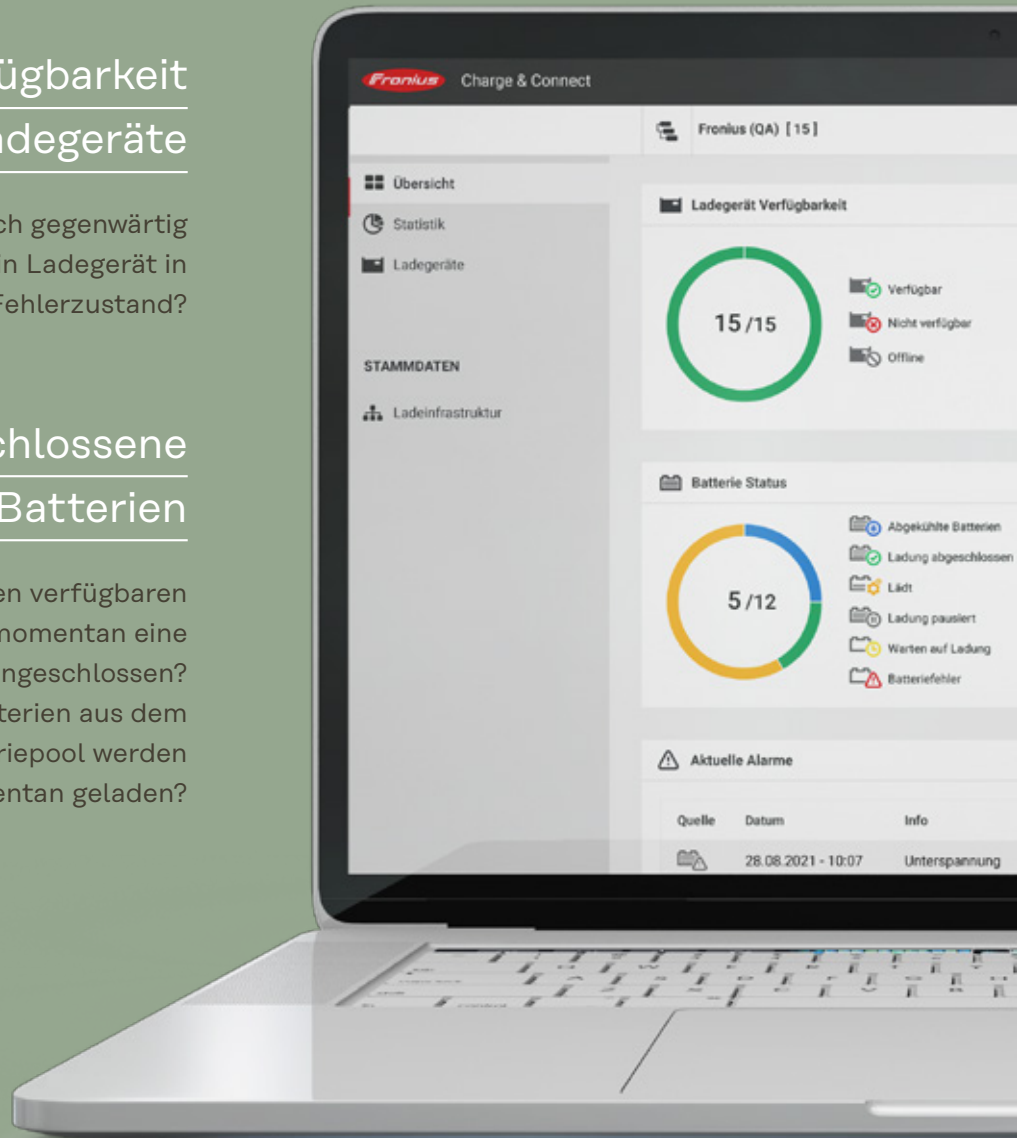 ügbarkeit
adegeräte
ch gegenwärtig
in Ladegerät in
Fehlerzustand?
chlossene
Batterien
en verfügbaren
momentan eine
ngeschlossen?
terien aus dem
riepool werden
entan geladen?
Fronius Charge & Connect
Fronius (QA) [15]
Übersicht
Statistik
Ladegeräte
STAMMDATEN
Ladeinfrastruktur
Ladegerät Verfügbarkeit
15/15
Verfügbar
Nicht verfügbar
Offline
Batterie Status
5/12
Abgekühlte Batterien
Ladung abgeschlossen
Lädt
Ladung pausiert
Warten auf Ladung
Batteriefehler
Aktuelle Alarme
Quelle Datum Info
28.08.2021 - 10:07 Unterspannung